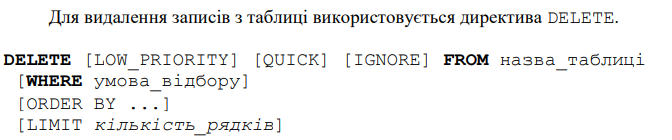 Для видалення записів з таблиці використовується директива DELETE.
DELETE [LOW_PRIORITY] [QUICK] [IGNORE] FROM назва_таблиці
[WHERE умова_відбору]
[ORDER BY ...]
[LIMIT кількість_рядків]